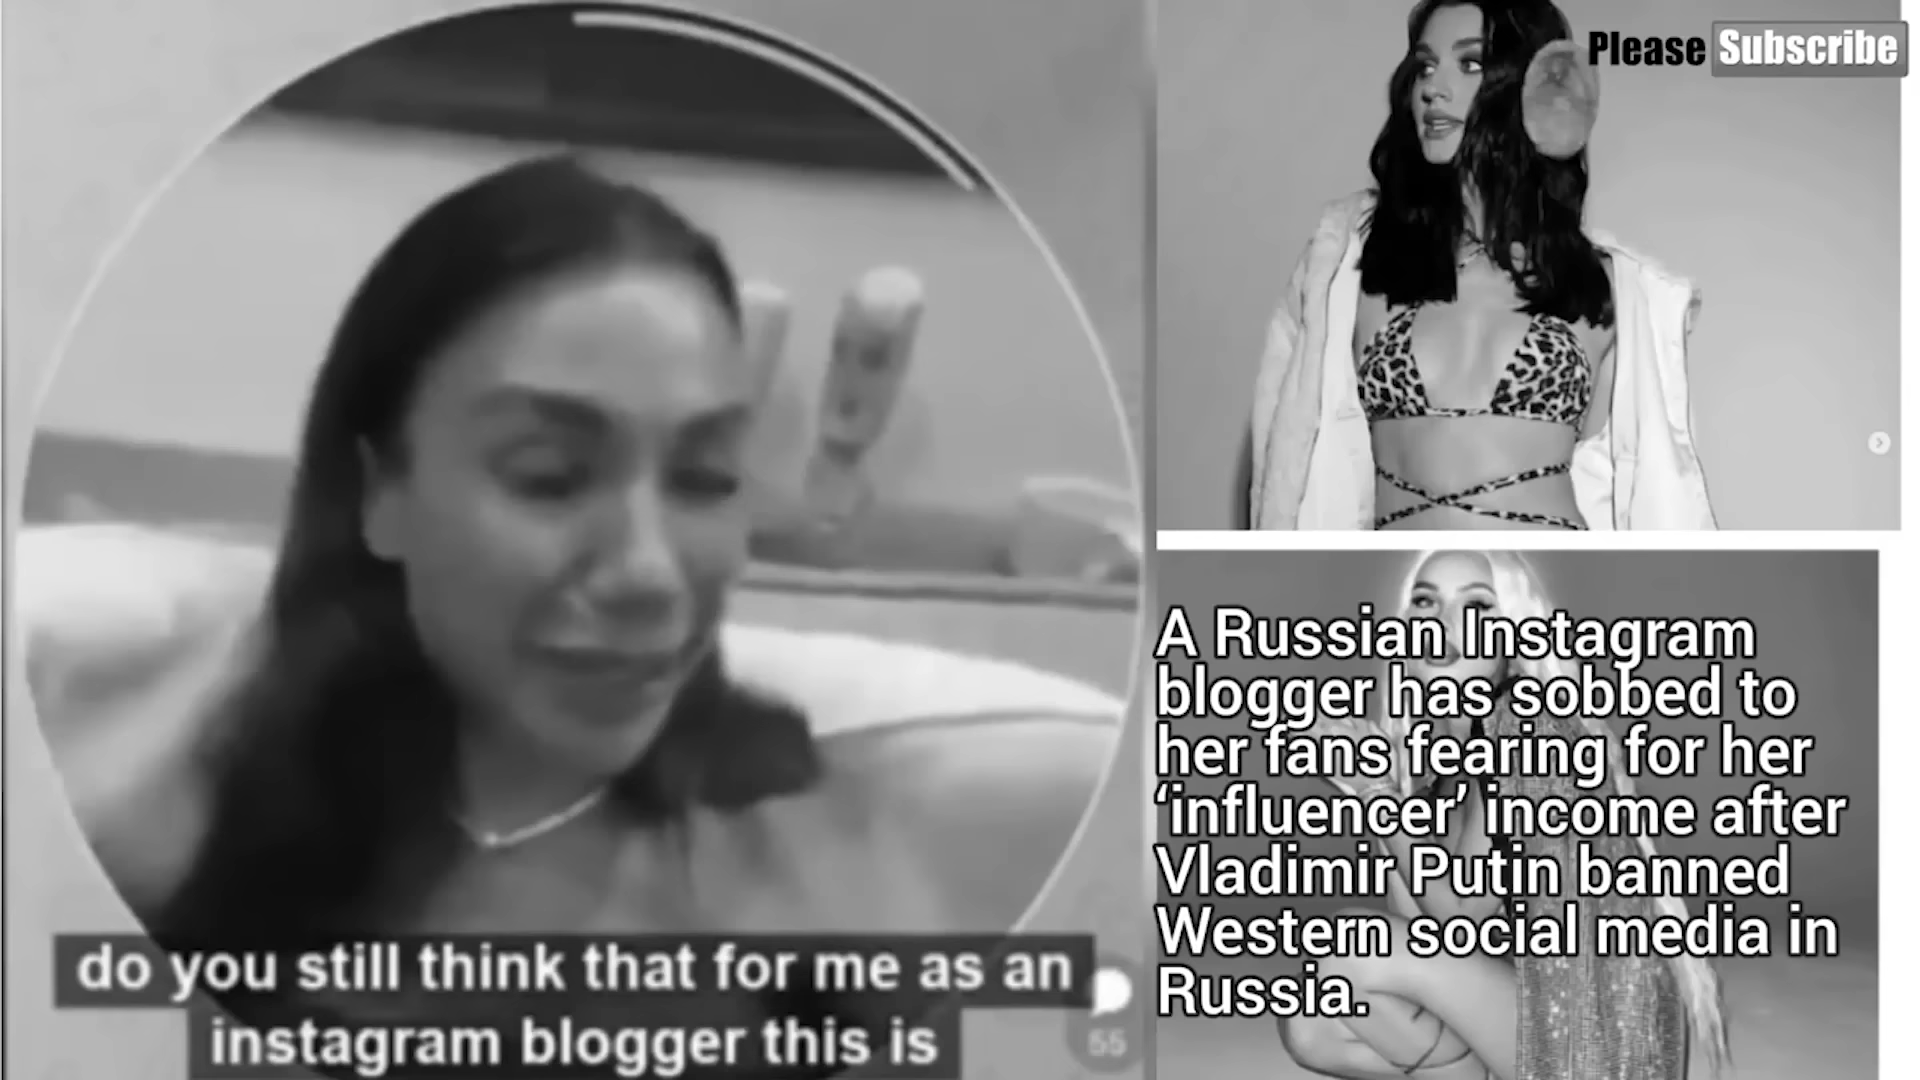 Please Subscribe
A Russian Instagram
blogger has sobbed to
her fans fearing for her
‘influencer’ income after
Vladimir Putin banned
Western social media in
Russia.
do you still think that for me as an
instagram blogger this is
55